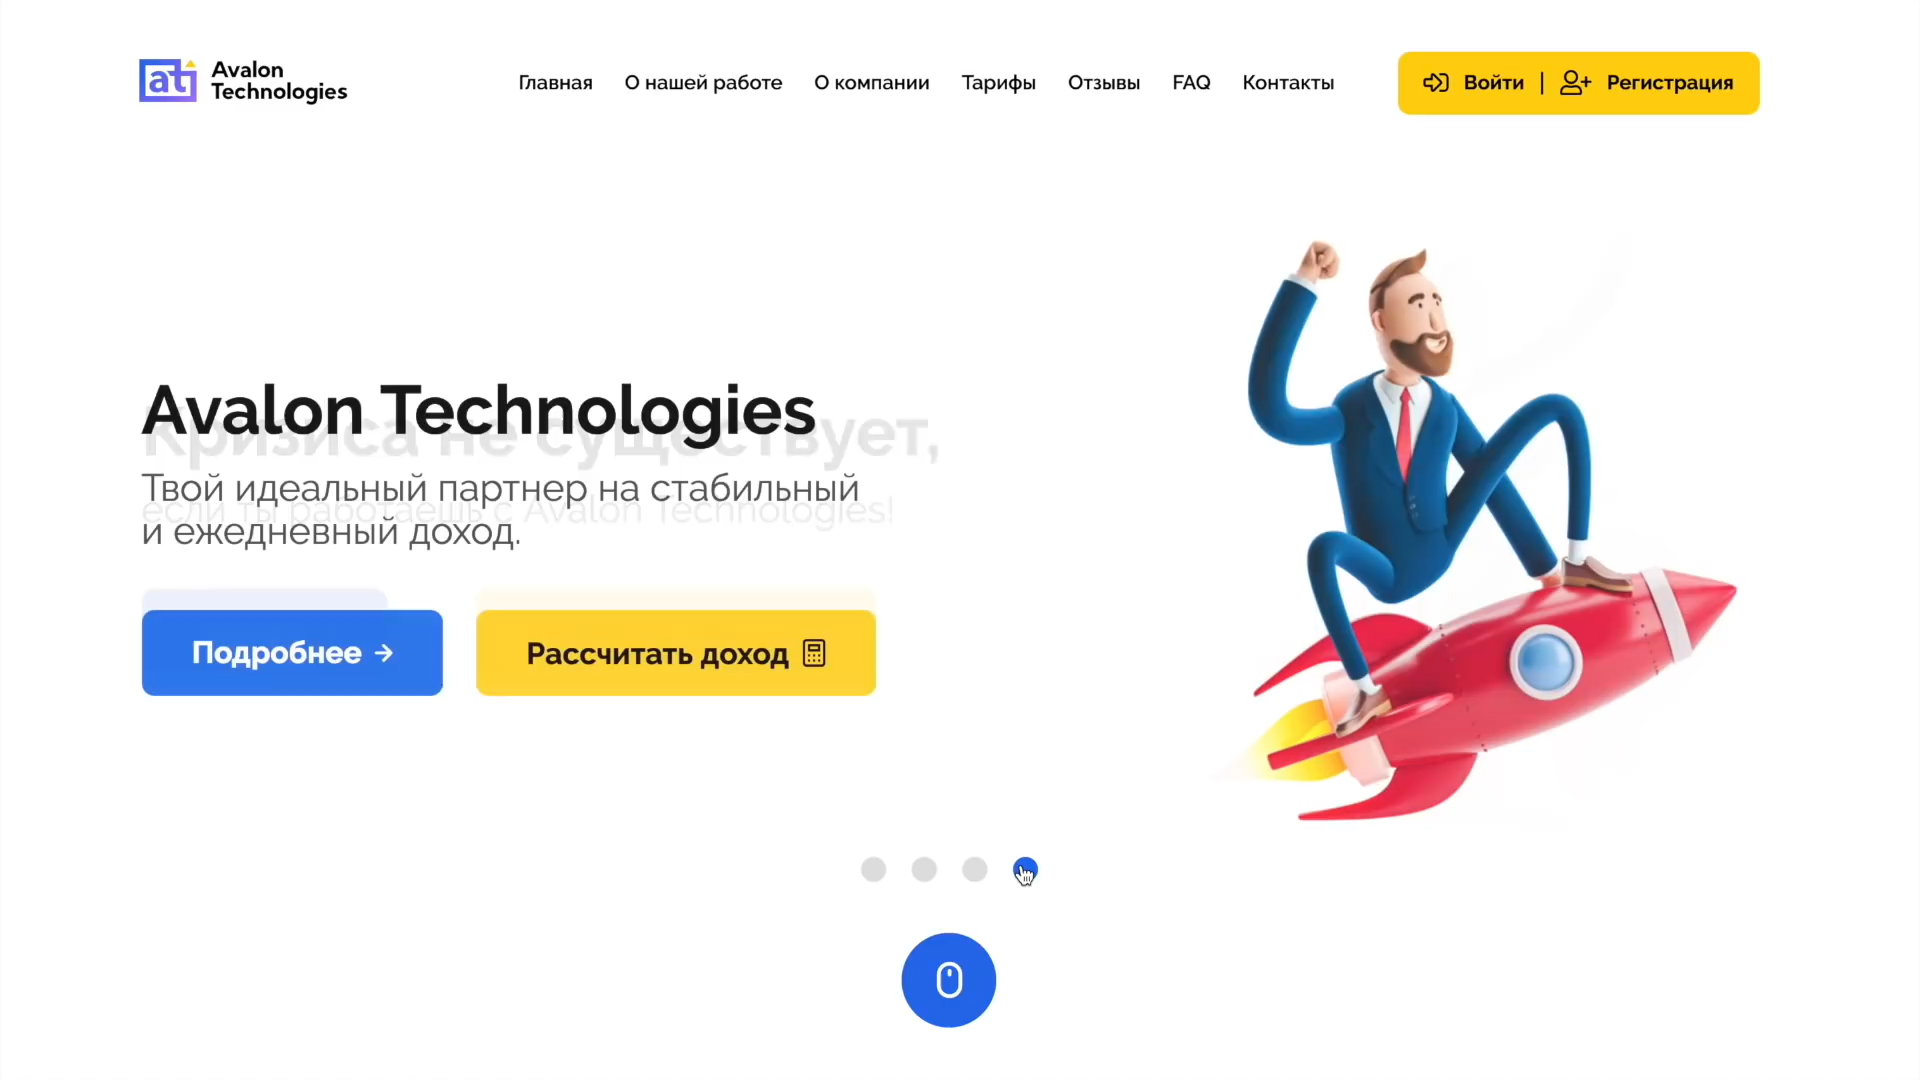 at
Avalon
Technologies
Главная
О нашей работе
О компании
Тарифы
Отзывы
FAQ
Контакты
Войти | Регистрация
Avalon Technologies
Кризиса не существует,
Твой идеальный партнер на стабильный
если ты работаешь с Avalon Technologies!
и ежедневный доход.
Подробнее →
Рассчитать доход